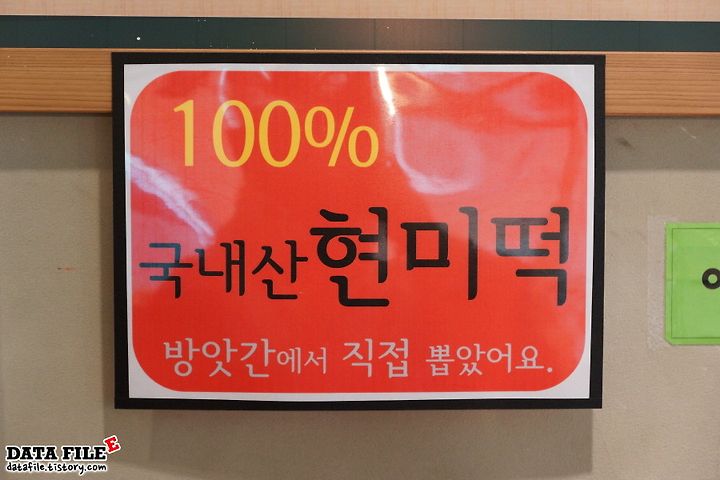 100%
국내산 현미떡
방앗간에서 직접 뽑았어요.
DATA FILE E
datafile.tistory.com